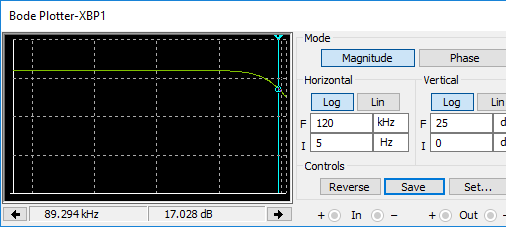 Bode Plotter-XBP1
Mode
Magnitude Phase
Horizontal Vertical
Log Lin Log Lin
F 120 kHz F 25 d
I 5 Hz I 0 d
Controls
Reverse Save Set...
89.294 kHz 17.028 dB
+ In − + Out −